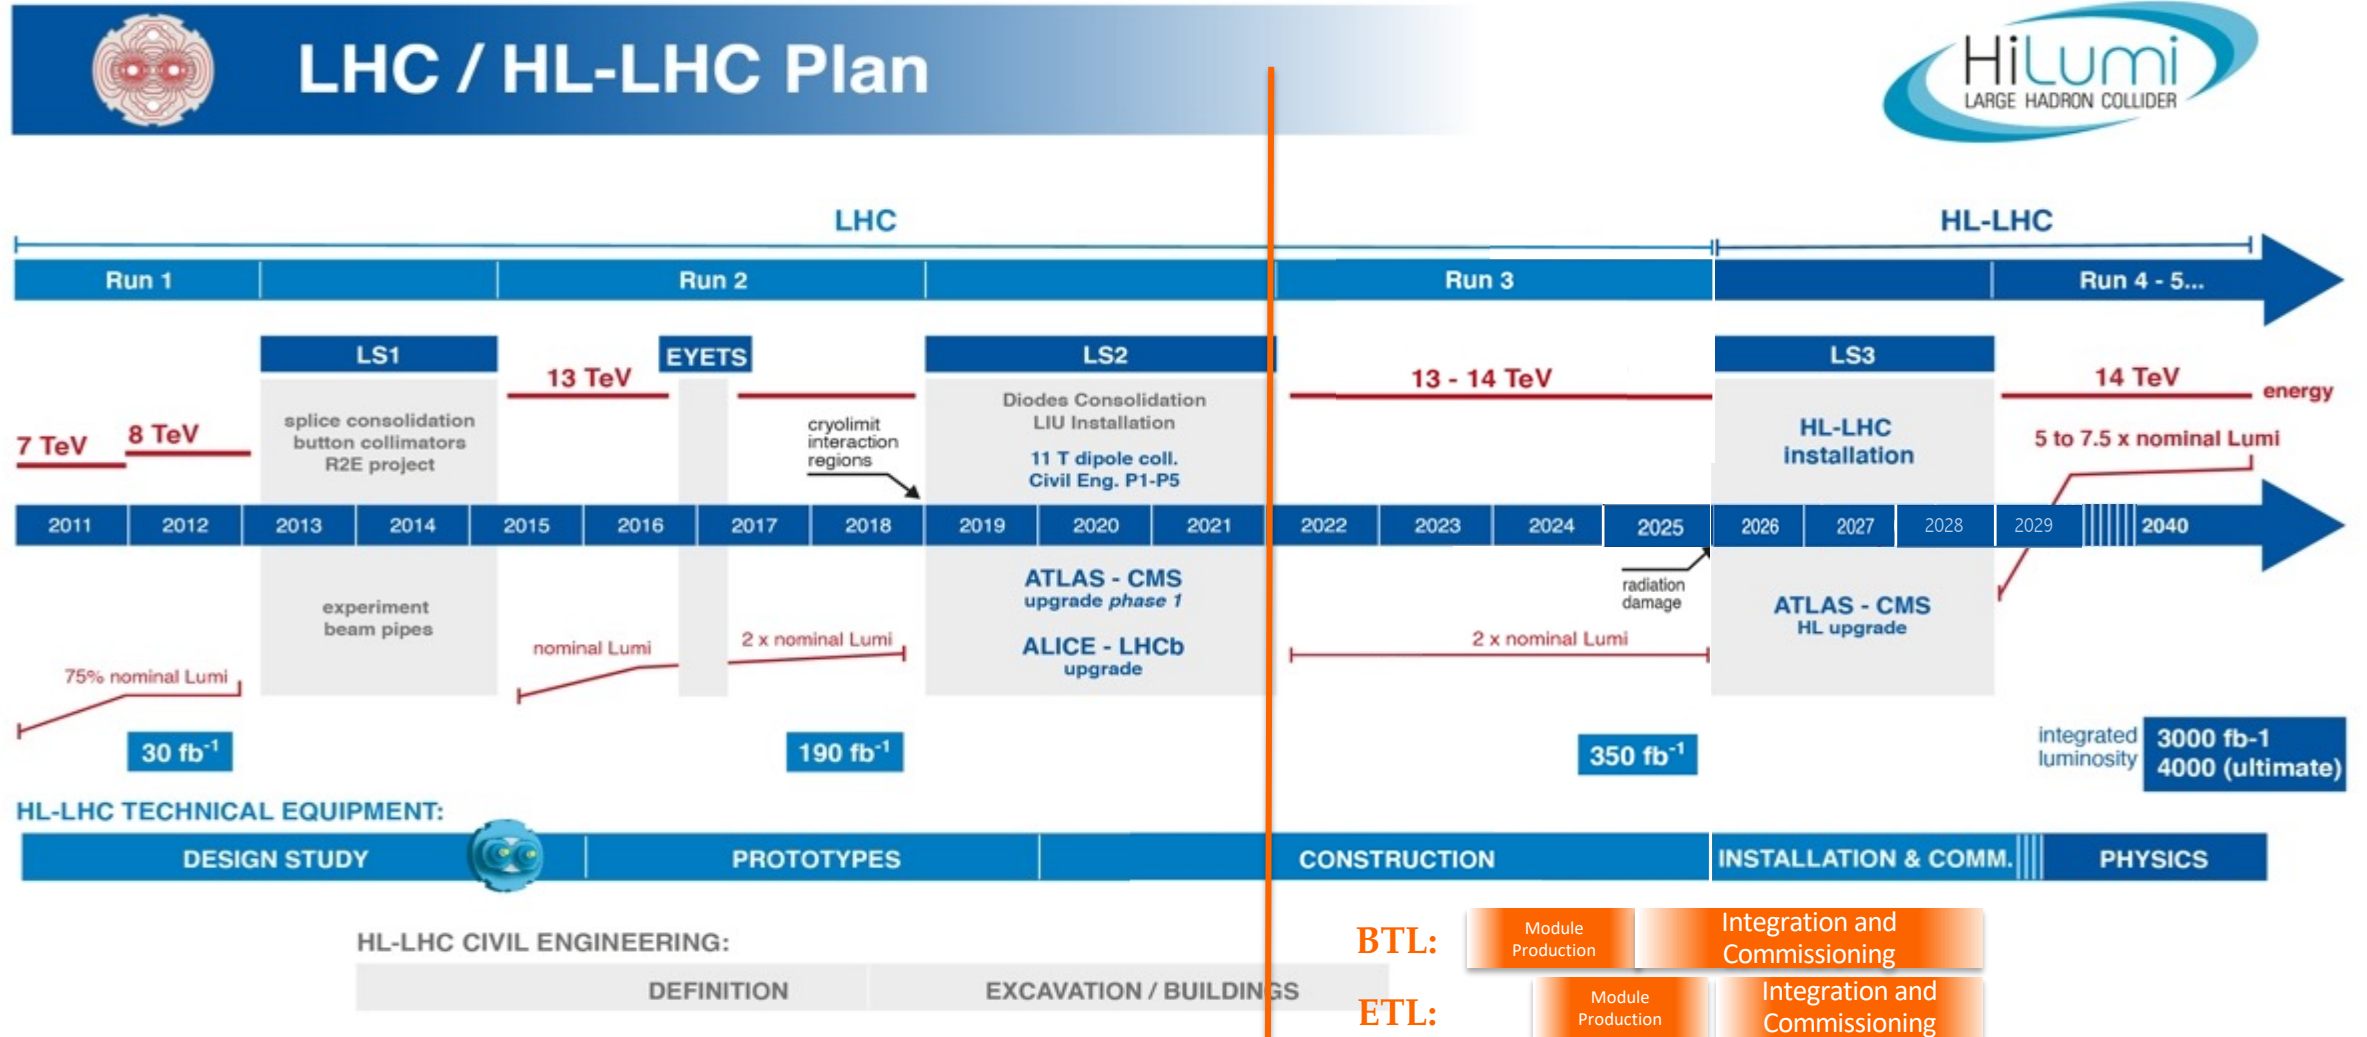 LHC / HL-LHC Plan
HiLumi
LARGE HADRON COLLIDER
LHC
HL-LHC
Run 1
Run 2
Run 3
Run 4 - 5...
LS1
EYETS
LS2
LS3
13 TeV
13 - 14 TeV
14 TeV
energy
7 TeV
8 TeV
splice consolidation
button collimators
R2E project
cryolimit
interaction
regions
Diodes Consolidation
LIU Installation
11 T dipole coll.
Civil Eng. P1-P5
HL-LHC
installation
5 to 7.5 x nominal Lumi
2011
2012
2013
2014
2015
2016
2017
2018
2019
2020
2021
2022
2023
2024
2025
2026
2027
2028
2029
2040
experiment
beam pipes
ATLAS - CMS
upgrade phase 1
ALICE - LHCb
upgrade
radiation
damage
ATLAS - CMS
HL upgrade
75% nominal Lumi
nominal Lumi
2 x nominal Lumi
2 x nominal Lumi
30 fb⁻¹
190 fb⁻¹
350 fb⁻¹
integrated
luminosity
3000 fb-1
4000 (ultimate)
HL-LHC TECHNICAL EQUIPMENT:
DESIGN STUDY
PROTOTYPES
CONSTRUCTION
INSTALLATION & COMM.
PHYSICS
HL-LHC CIVIL ENGINEERING:
DEFINITION
EXCAVATION / BUILDINGS
BTL:
Module
Production
Integration and
Commissioning
ETL:
Module
Production
Integration and
Commissioning